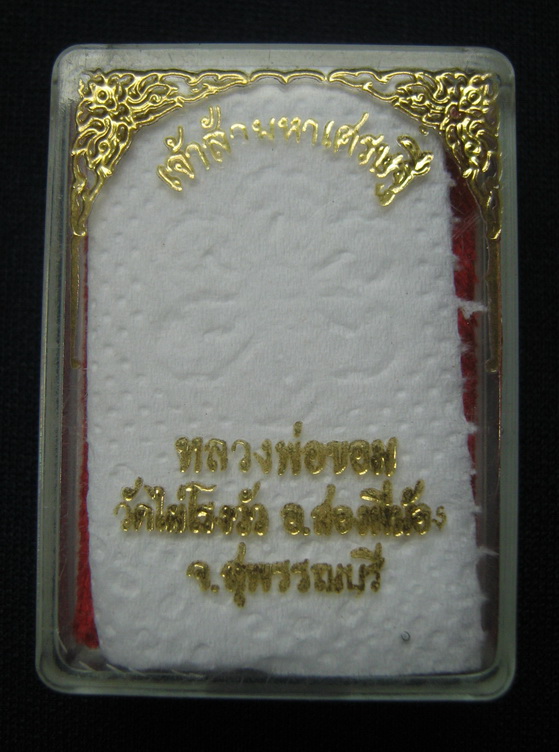 เจ้าสัวมหาเศรษฐี
หลวงพ่อขอม
วัดไผ่โรงวัว อ.สองพี่น้อง
จ.สุพรรณบุรี